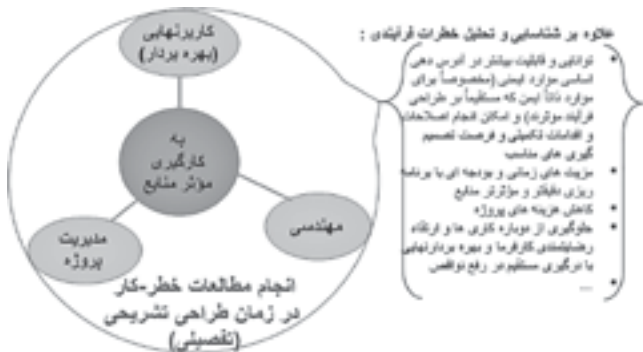 علاوه بر شناسایی و تحلیل خطرات فرآیندی :
• توانایی و قابلیت بیشتر در آدرس دهی
اساسی موارد ایمنی (مخصوصاً برای
موارد ذاتاً ایمن که مستقیماً بر طراحی
فرآیند موثرند) و امکان انجام اصلاحات
و اقدامات تکمیلی و فرصت تصمیم
گیری های مناسب
• مزیت های زمانی و بودجه ای با برنامه
ریزی دقیقتر و مؤثرتر منابع
• کاهش هزینه های پروژه
• جلوگیری از دوباره کاری ها و ارتقاء
رضایتمندی کارفرما و بهره بردارنهایی
با درگیری مستقیم در رفع نواقص
• ...
کاربرنهایی
(بهره بردار)
به
کارگیری
مؤثر منابع
مهندسی
مدیریت
پروژه
انجام مطالعات خطر-کار
در زمان طراحی تشریحی
(تفصیلی)